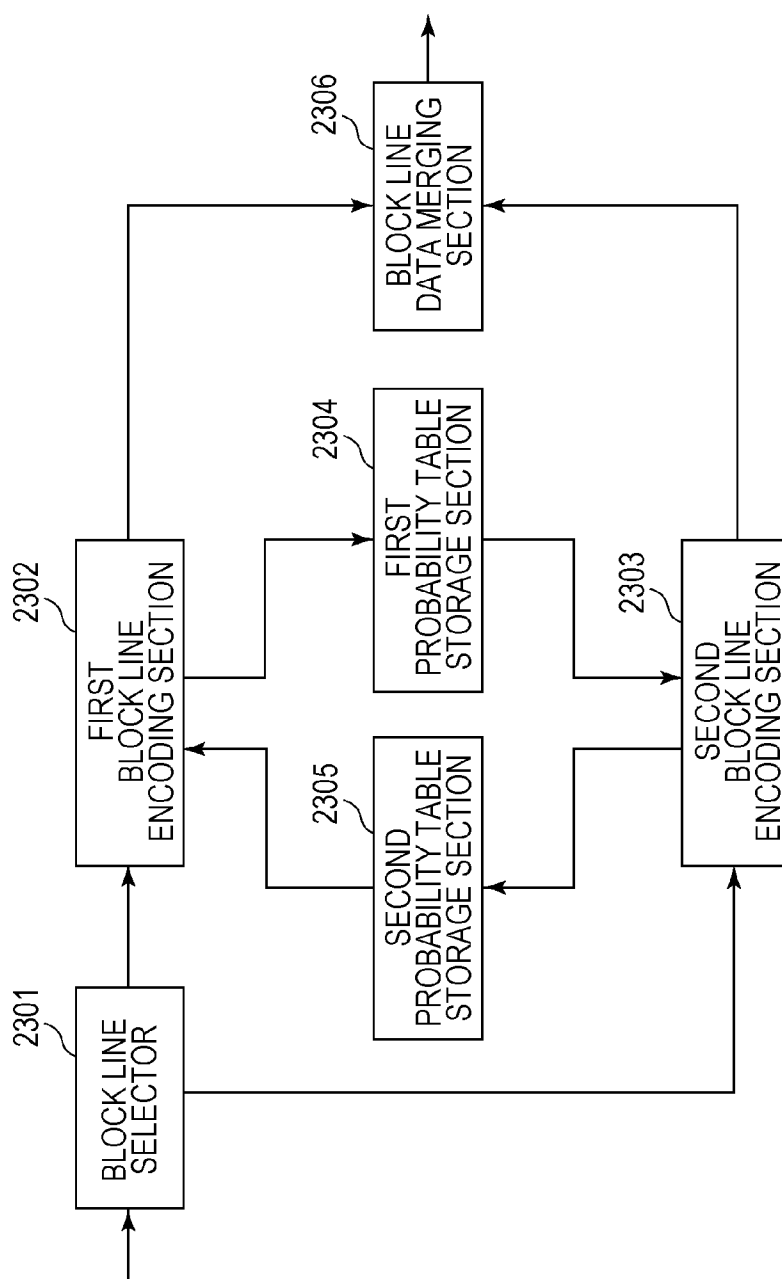 2301
BLOCK LINE
SELECTOR
2302
FIRST
BLOCK LINE
ENCODING SECTION
2305
SECOND
PROBABILITY TABLE
STORAGE SECTION
2304
FIRST
PROBABILITY TABLE
STORAGE SECTION
2306
BLOCK LINE
DATA MERGING
SECTION
2303
SECOND
BLOCK LINE
ENCODING SECTION